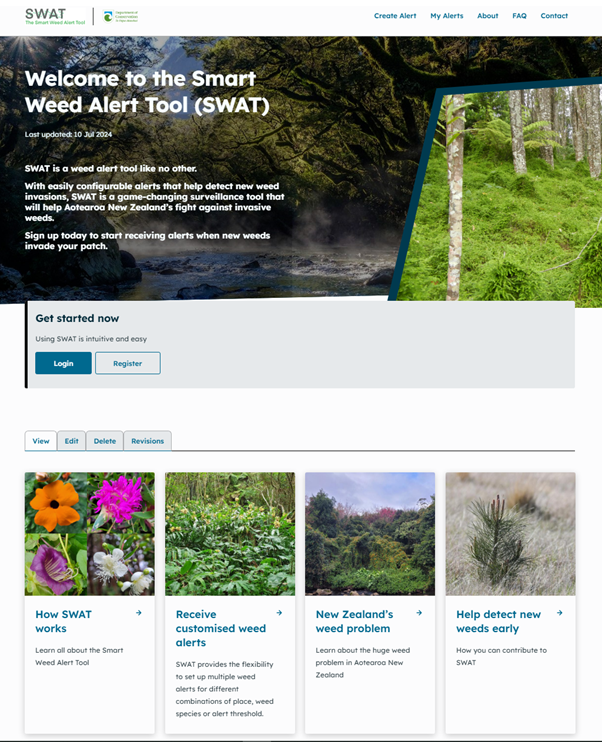 SWAT
The Smart Weed Alert Tool
Department of
Conservation
Te Papa Atawhai
Create Alert
My Alerts
About
FAQ
Contact
Welcome to the Smart
Weed Alert Tool (SWAT)
Last updated: 10 Jul 2024
SWAT is a weed alert tool like no other.
With easily configurable alerts that help detect new weed
invasions, SWAT is a game-changing surveillance tool that
will help Aotearoa New Zealand's fight against invasive
weeds.
Sign up today to start receiving alerts when new weeds
invade your patch.
Get started now
Using SWAT is intuitive and easy
Login
Register
View
Edit
Delete
Revisions
How SWAT
works
Learn all about the Smart
Weed Alert Tool
Receive
customised weed
alerts
SWAT provides the flexibility
to set up multiple weed
alerts for different
combinations of place, weed
species or alert threshold.
New Zealand's
weed problem
Learn about the huge weed
problem in Aotearoa New
Zealand
Help detect new
weeds early
How you can contribute to
SWAT